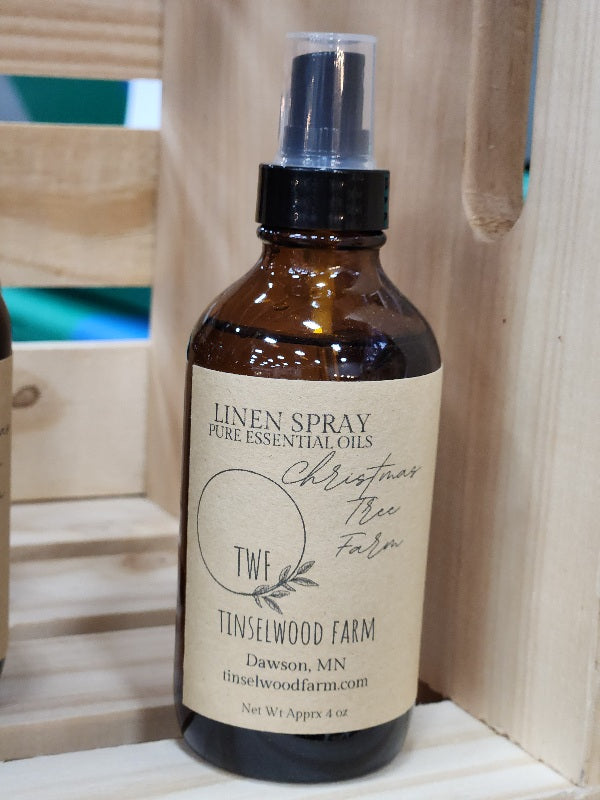 LINEN SPRAY
PURE ESSENTIAL OILS
Christmas
Tree
Farm
TWF
TINSELWOOD FARM
Dawson, MN
tinselwoodfarm.com
Net Wt Apprx 4 oz